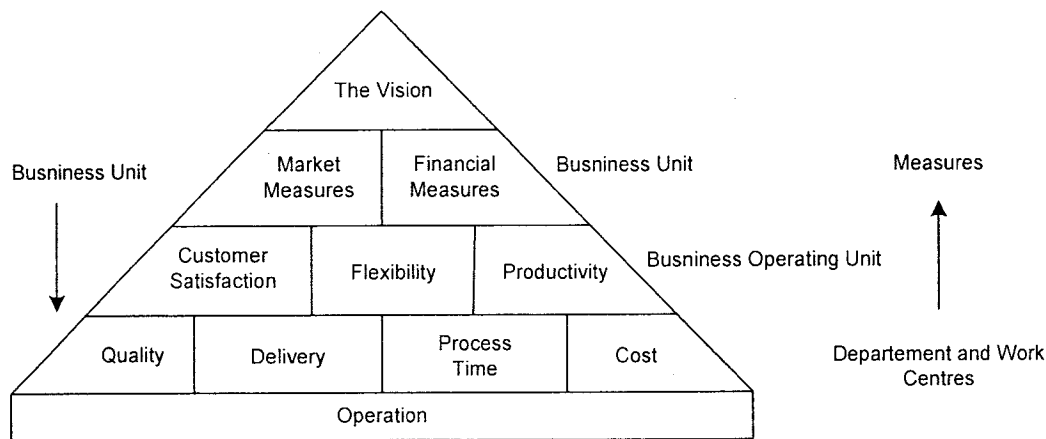 The Vision
Market
Measures
Financial
Measures
Busniness Unit
Busniness Unit
Measures
Customer
Satisfaction
Flexibility
Productivity
Busniness Operating Unit
Quality
Delivery
Process
Time
Cost
Departement and Work
Centres
Operation